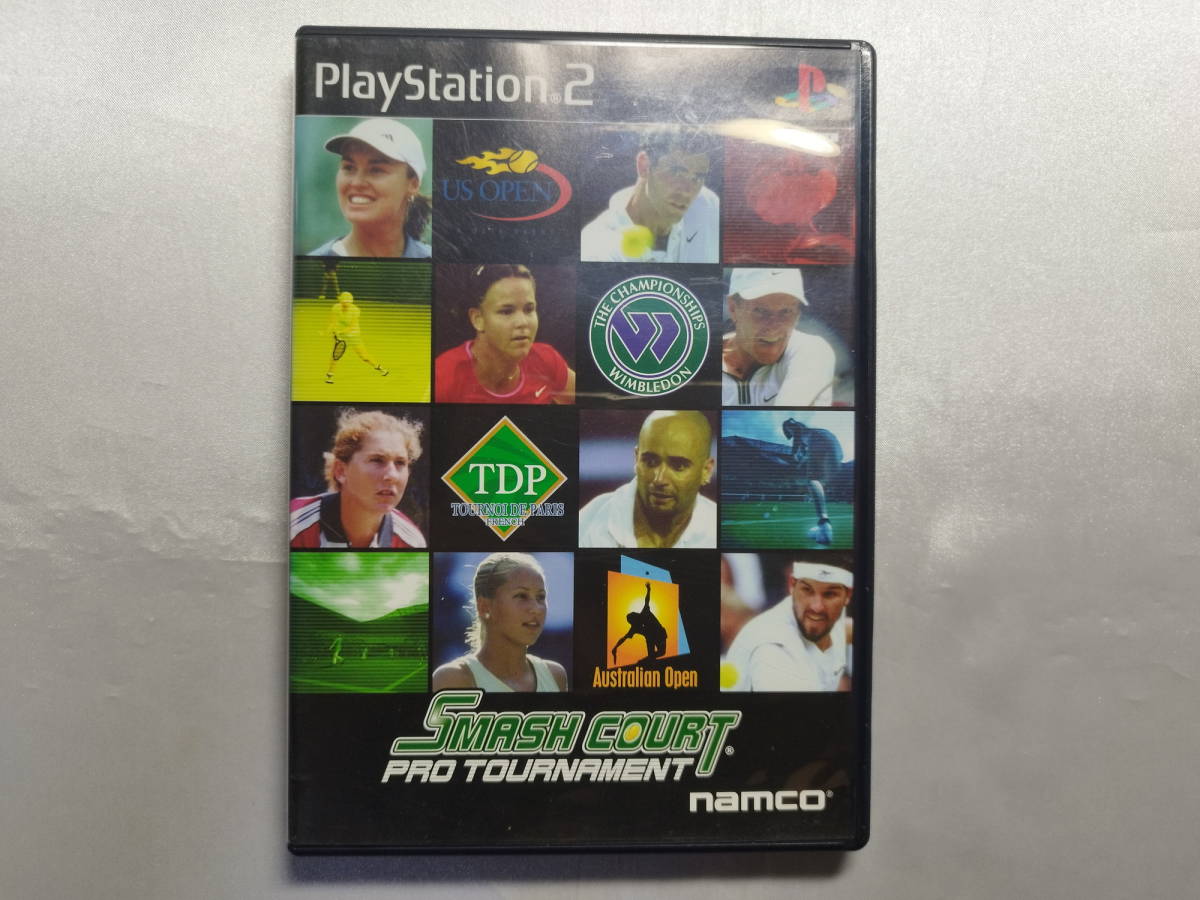 PlayStation®2
US OPEN
THE CHAMPIONSHIPS
WIMBLEDON
TDP
TOURNOI DE PARIS
FRENCH
Australian Open
SMASH COURT®
PRO TOURNAMENT
namco®